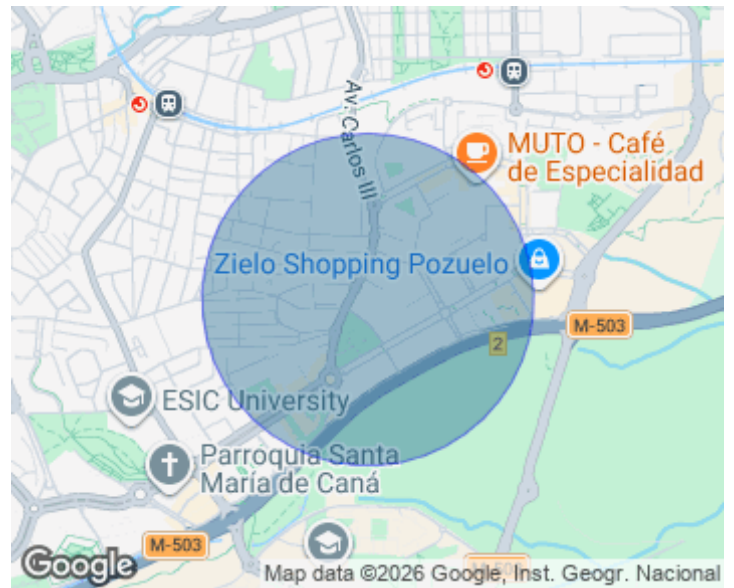 Av. Carlos III
MUTO - Café
de Especialidad
Zielo Shopping Pozuelo
M-503
2
ESIC University
Parroquia Santa
María de Caná
M-503
Google
Map data ©2026 Google, Inst. Geogr. Nacional